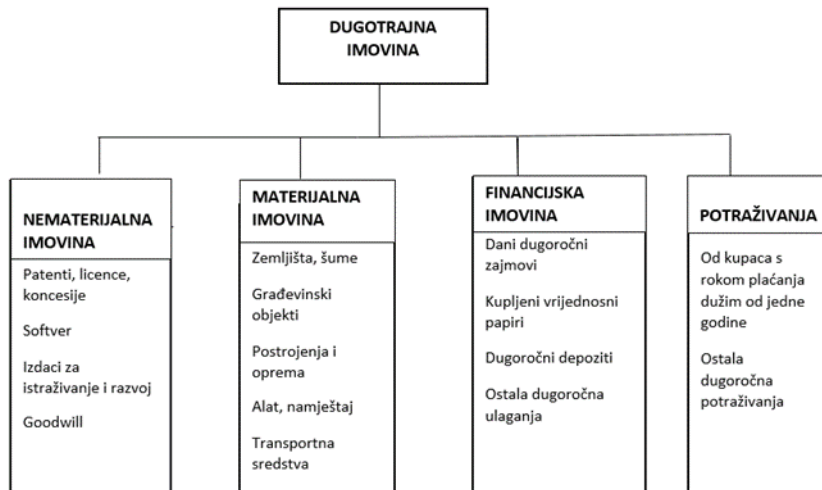 DUGOTRAJNA
IMOVINA
NEMATERIJALNA
IMOVINA
Patenti, licence,
koncesije
Softver
Izdaci za
istraživanje i razvoj
Goodwill
MATERIJALNA
IMOVINA
Zemljišta, šume
Građevinski
objekti
Postrojenja i
oprema
Alat, namještaj
Transportna
sredstva
FINANCIJSKA
IMOVINA
Dani dugoročni
zajmovi
Kupljeni vrijednosni
papiri
Dugoročni depoziti
Ostala dugoročna
ulaganja
POTRAŽIVANJA
Od kupaca s
rokom plaćanja
dužim od jedne
godine
Ostala
dugoročna
potraživanja